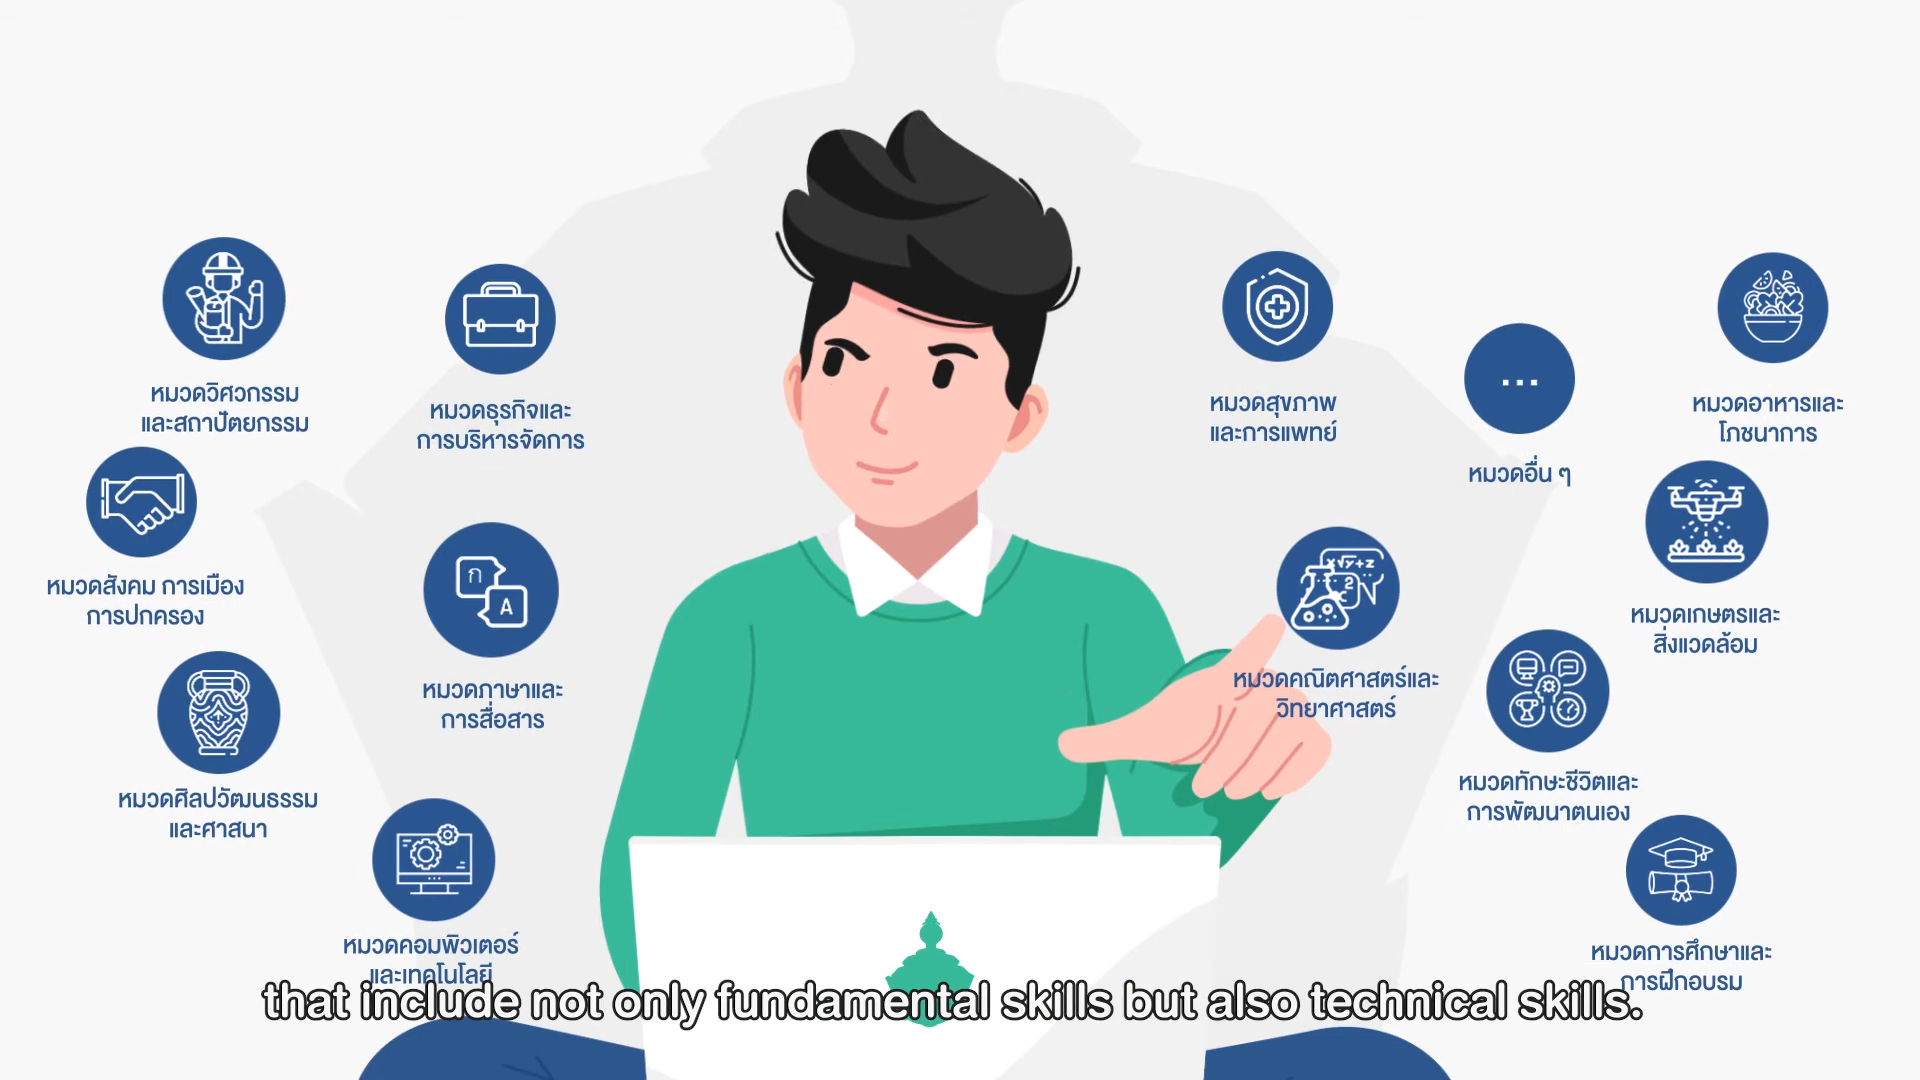 หมวดวิศวกรรม
และสถาปัตยกรรม
หมวดธุรกิจและ
การบริหารจัดการ
หมวดสุขภาพ
และการแพทย์
...
หมวดอื่น ๆ
หมวดอาหารและ
โภชนาการ
หมวดสังคม การเมือง
การปกครอง
ก
A
หมวดภาษาและ
การสื่อสาร
x√y+z
2
หมวดคณิตศาสตร์และ
วิทยาศาสตร์
หมวดเกษตรและ
สิ่งแวดล้อม
หมวดศิลปวัฒนธรรม
และศาสนา
หมวดทักษะชีวิตและ
การพัฒนาตนเอง
หมวดคอมพิวเตอร์
และเทคโนโลยี
หมวดการศึกษาและ
การฝึกอบรม
that include not only fundamental skills but also technical skills.